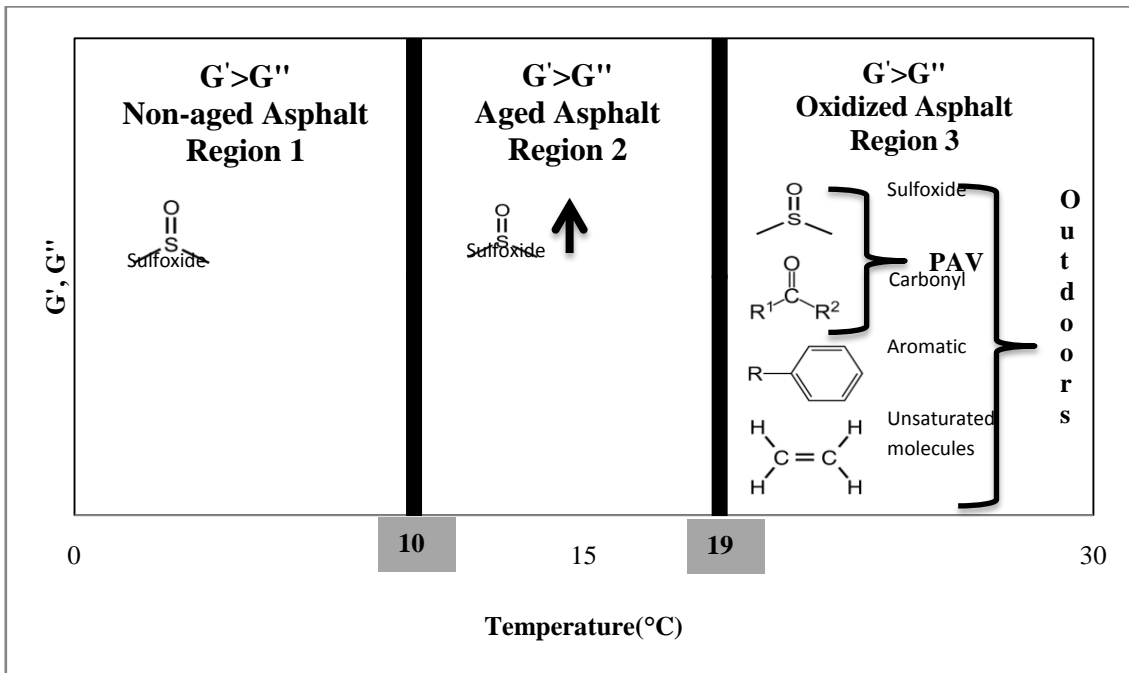 G'>G"
Non-aged Asphalt
Region 1
O
S
Sulfoxide
G'>G"
Aged Asphalt
Region 2
O
S
Sulfoxide
G'>G"
Oxidized Asphalt
Region 3
O
S
Sulfoxide
PAV
O
C
R¹ R²
Carbonyl
R
Aromatic
H H
C=C
H H
Unsaturated
molecules
Outdoors
G', G"
0
10
15
19
30
Temperature(°C)